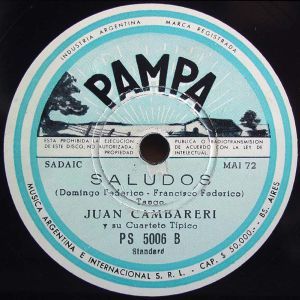 INDUSTRIA ARGENTINA
MARCA REGISTRADA
PAMPA
ESTA PROHIBIDA LA EJECUCION
DE ESTE DISCO, NO AUTORIZADA,
PROPIEDAD
PUBLICA O RADIOTRANSMISION
DE ACUERDO CON LA LEY DE
INTELECTUAL.
SADAIC
MAI 72
SALUDOS
(Domingo Federico - Francisco Federico)
Tango
JUAN CAMBARERI
y su Cuarteto Típico
PS 5006 B
Standard
MUSICA ARGENTINA E INTERNACIONAL S. R. L. - CAP. $ 50.000.- BS. AIRES